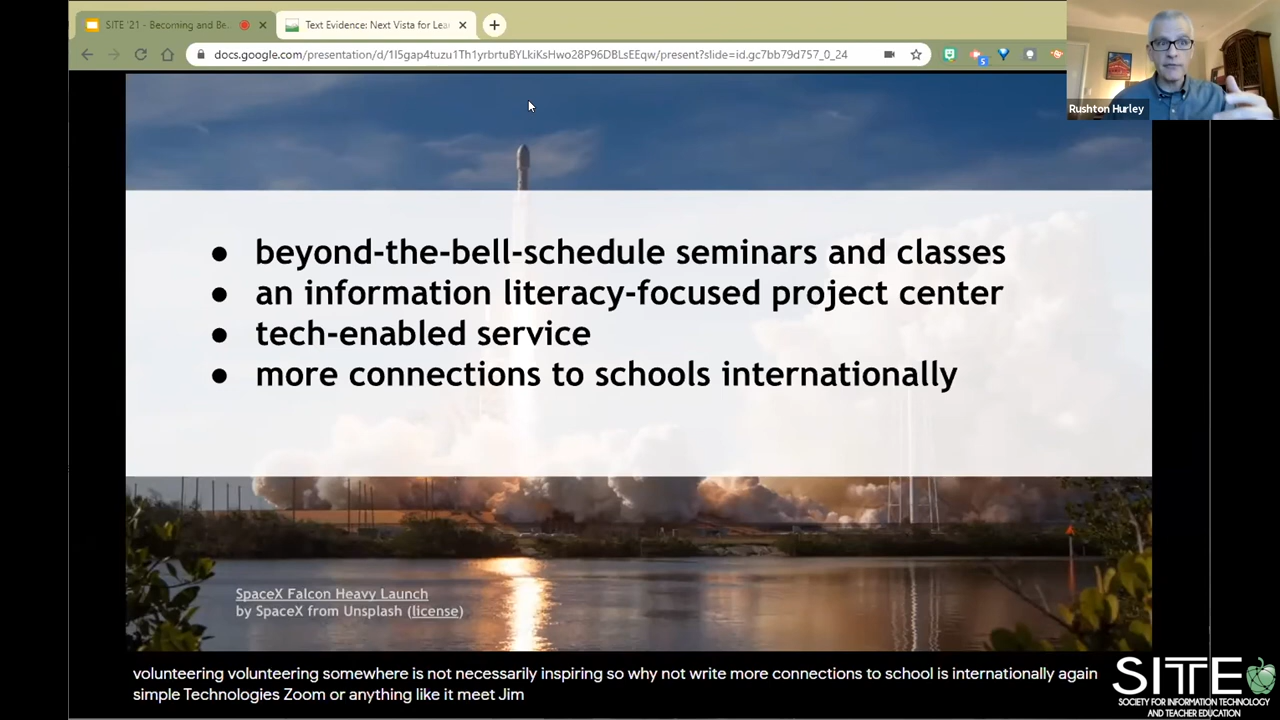 SITE '21 - Becoming and Be
Text Evidence: Next Vista for Lea
docs.google.com/presentation/d/1I5gap4tuzu1Th1yrbrtuBYLkiKsHwo28P96DBLsEEqw/present?slide=id.gc7bb79d757_0_24
5
Rushton Hurley
● beyond-the-bell-schedule seminars and classes
● an information literacy-focused project center
● tech-enabled service
● more connections to schools internationally
SpaceX Falcon Heavy Launch
by SpaceX from Unsplash (license)
volunteering volunteering somewhere is not necessarily inspiring so why not write more connections to school is internationally again
simple Technologies Zoom or anything like it meet Jim
SITE
SOCIETY FOR INFORMATION TECHNOLOGY
AND TEACHER EDUCATION